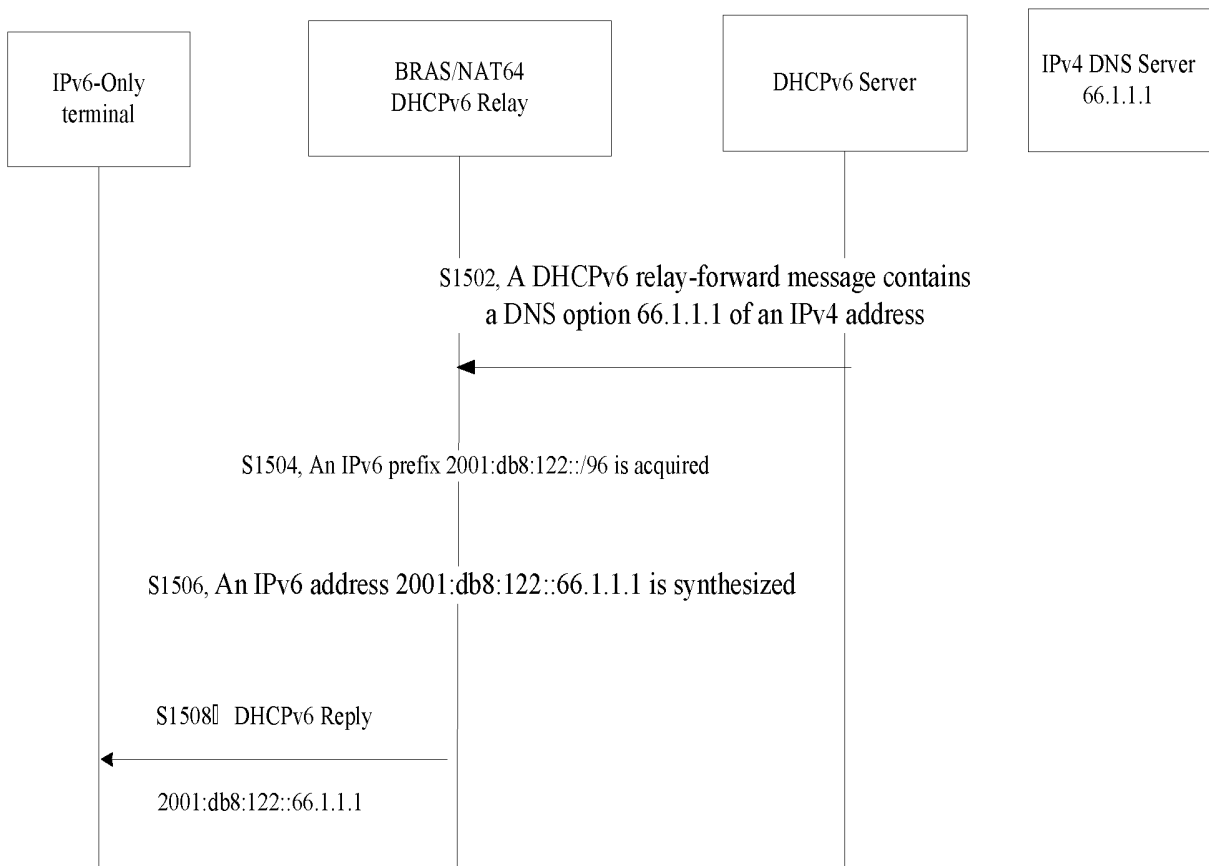 IPv6-Only
terminal
BRAS/NAT64
DHCPv6 Relay
DHCPv6 Server
IPv4 DNS Server
66.1.1.1
S1502, A DHCPv6 relay-forward message contains
a DNS option 66.1.1.1 of an IPv4 address
S1504, An IPv6 prefix 2001:db8:122::/96 is acquired
S1506, An IPv6 address 2001:db8:122::66.1.1.1 is synthesized
S1508▯ DHCPv6 Reply
2001:db8:122::66.1.1.1